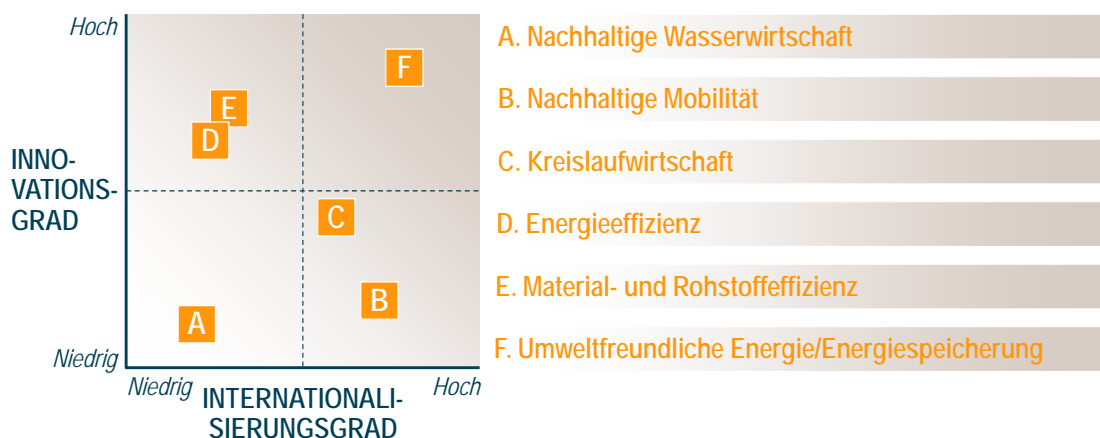 Hoch
F
E
D
INNO-
VATIONS-
GRAD
C
B
A
Niedrig
Niedrig
Hoch
INTERNATIONALI-
SIERUNGSGRAD
A. Nachhaltige Wasserwirtschaft
B. Nachhaltige Mobilität
C. Kreislaufwirtschaft
D. Energieeffizienz
E. Material- und Rohstoffeffizienz
F. Umweltfreundliche Energie/Energiespeicherung